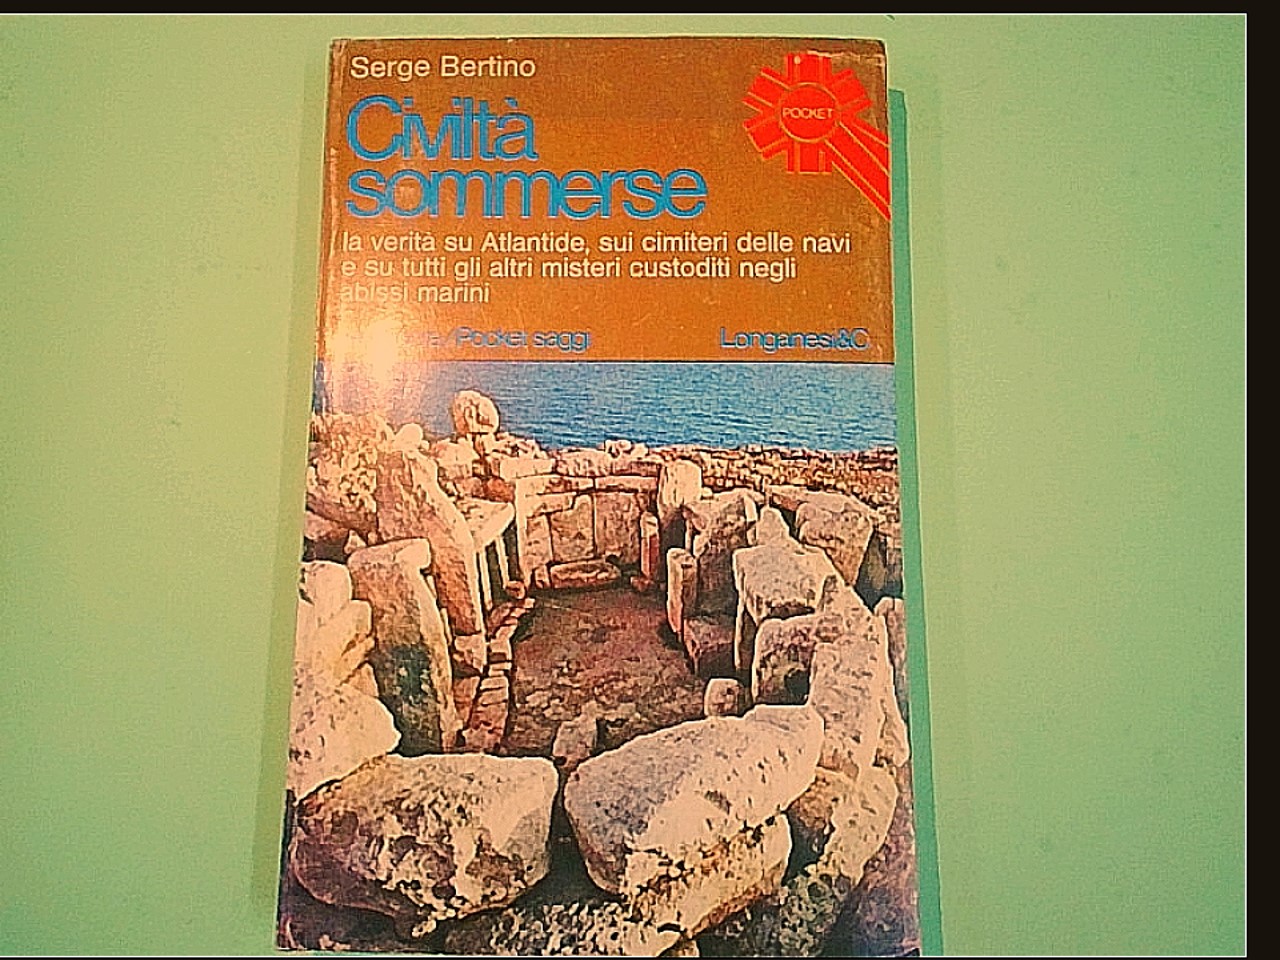 Serge Bertino
POCKET
Civiltà
sommerse
la verità su Atlantide, sui cimiteri delle navi
e su tutti gli altri misteri custoditi negli
abissi marini
/Pocket saggi
Longanesi&C